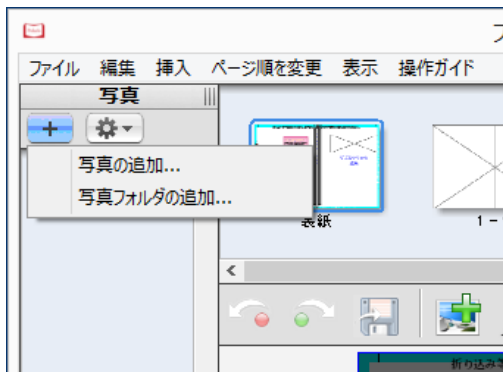 ファイル 編集 挿入 ページ順を変更 表示 操作ガイド
写真
写真の追加...
写真フォルダの追加...
表紙
1 -
折り込み